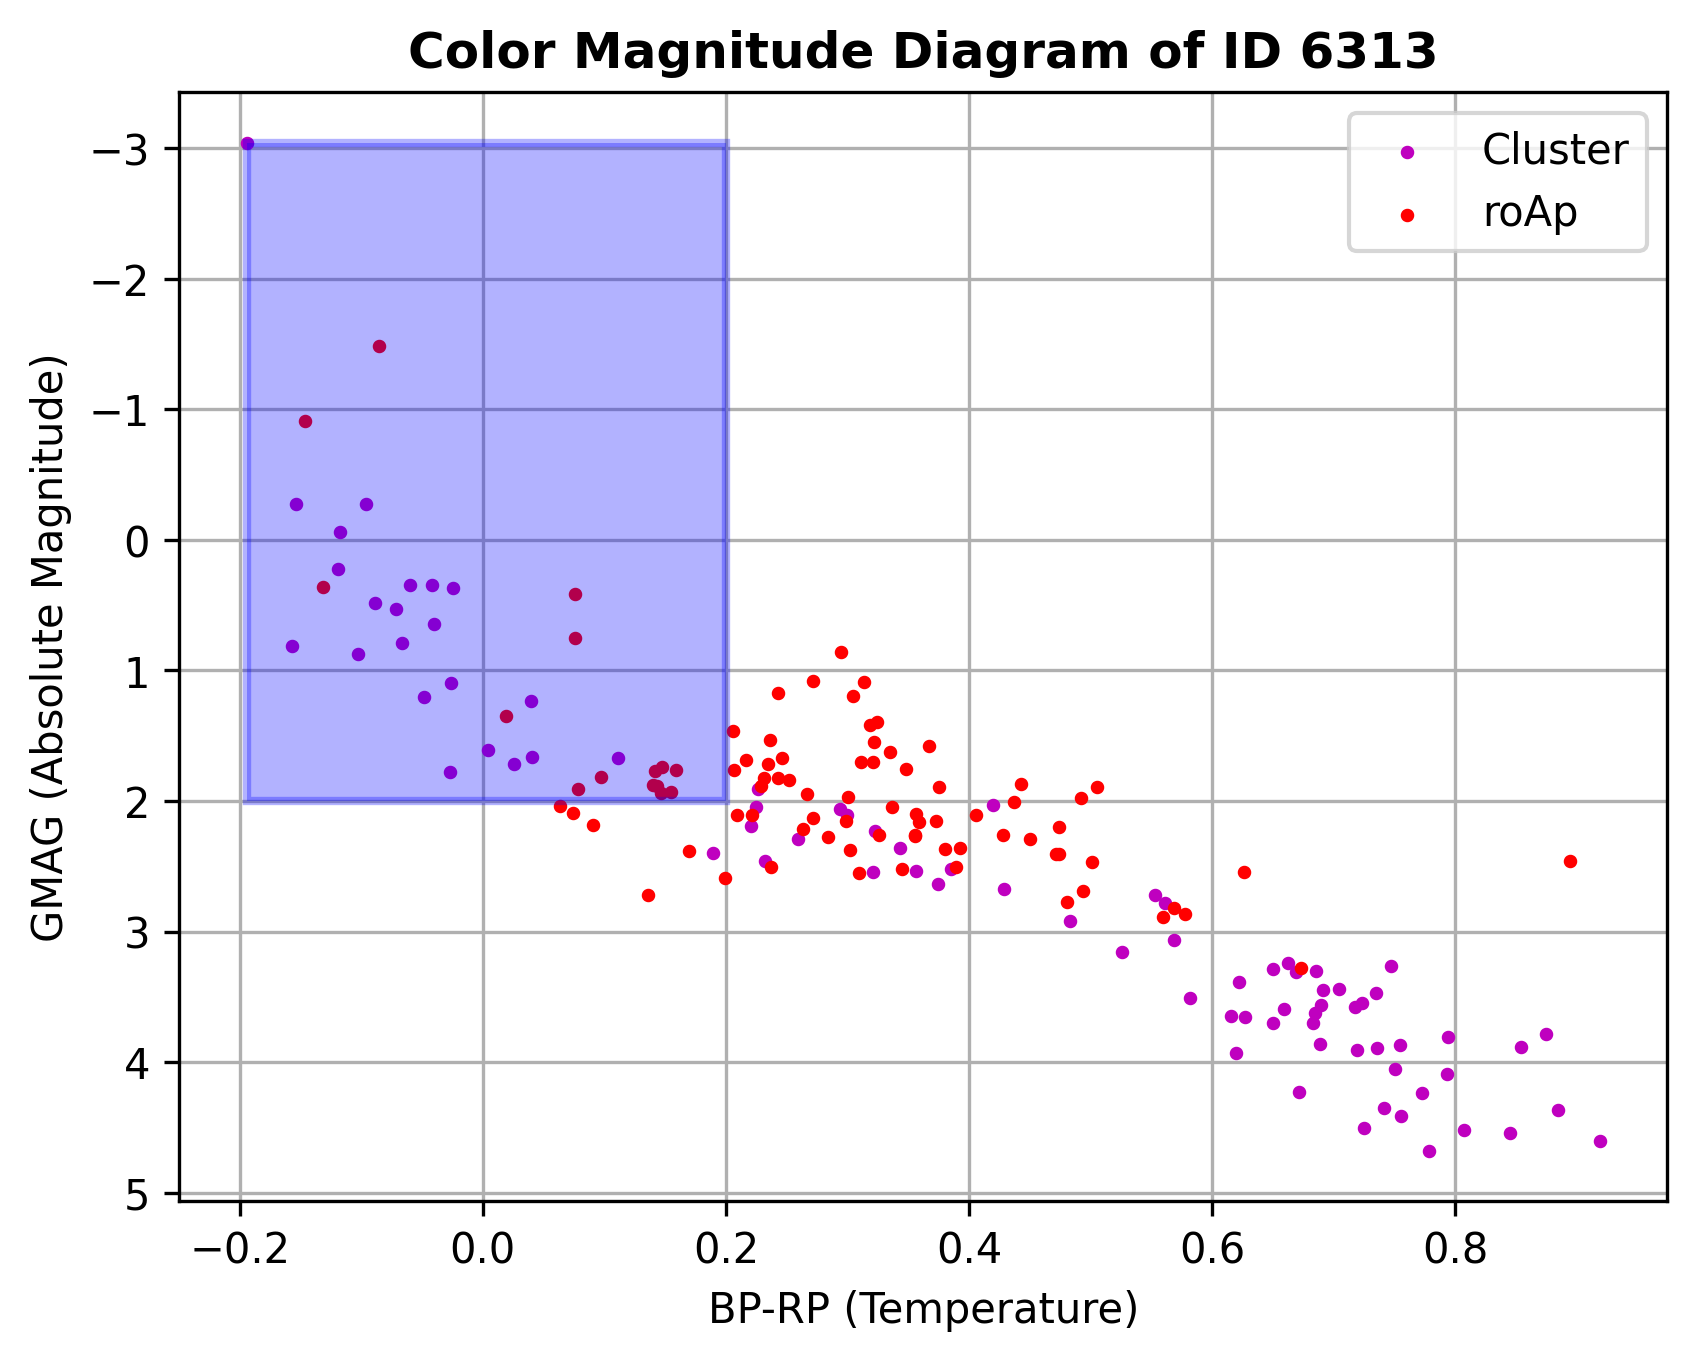 Color Magnitude Diagram of ID 6313
Cluster
roAp
GMAG (Absolute Magnitude)
−3
−2
−1
0
1
2
3
4
5
−0.2 0.0 0.2 0.4 0.6 0.8
BP-RP (Temperature)